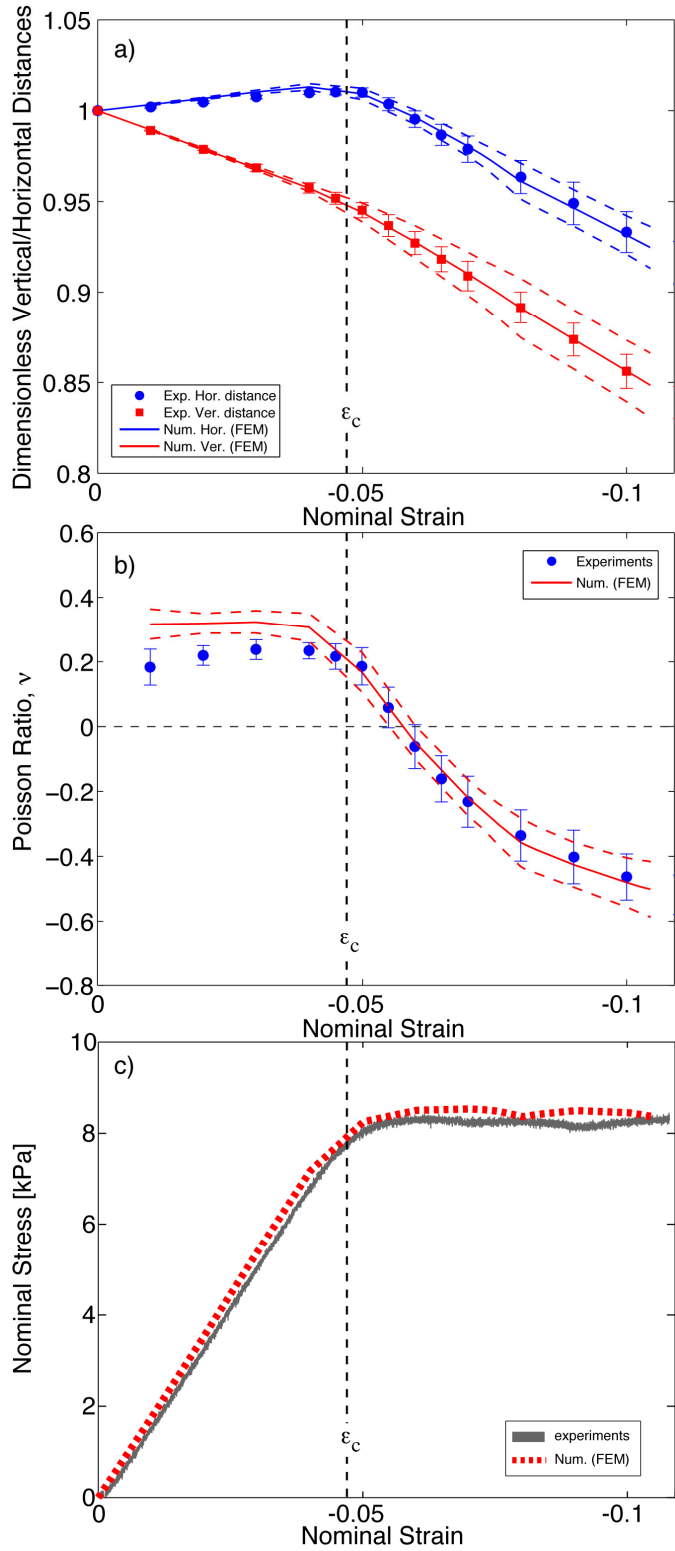 a)
Dimensionless Vertical/Horizontal Distances
1.05
1
0.95
0.9
0.85
0.8
Exp. Hor. distance
Exp. Ver. distance
Num. Hor. (FEM)
Num. Ver. (FEM)
εc
0
-0.05
-0.1
Nominal Strain
b)
Poisson Ratio, ν
0.6
0.4
0.2
0
−0.2
−0.4
−0.6
−0.8
Experiments
Num. (FEM)
εc
0
-0.05
-0.1
Nominal Strain
c)
Nominal Stress [kPa]
10
8
6
4
2
0
εc
experiments
Num. (FEM)
0
-0.05
-0.1
Nominal Strain